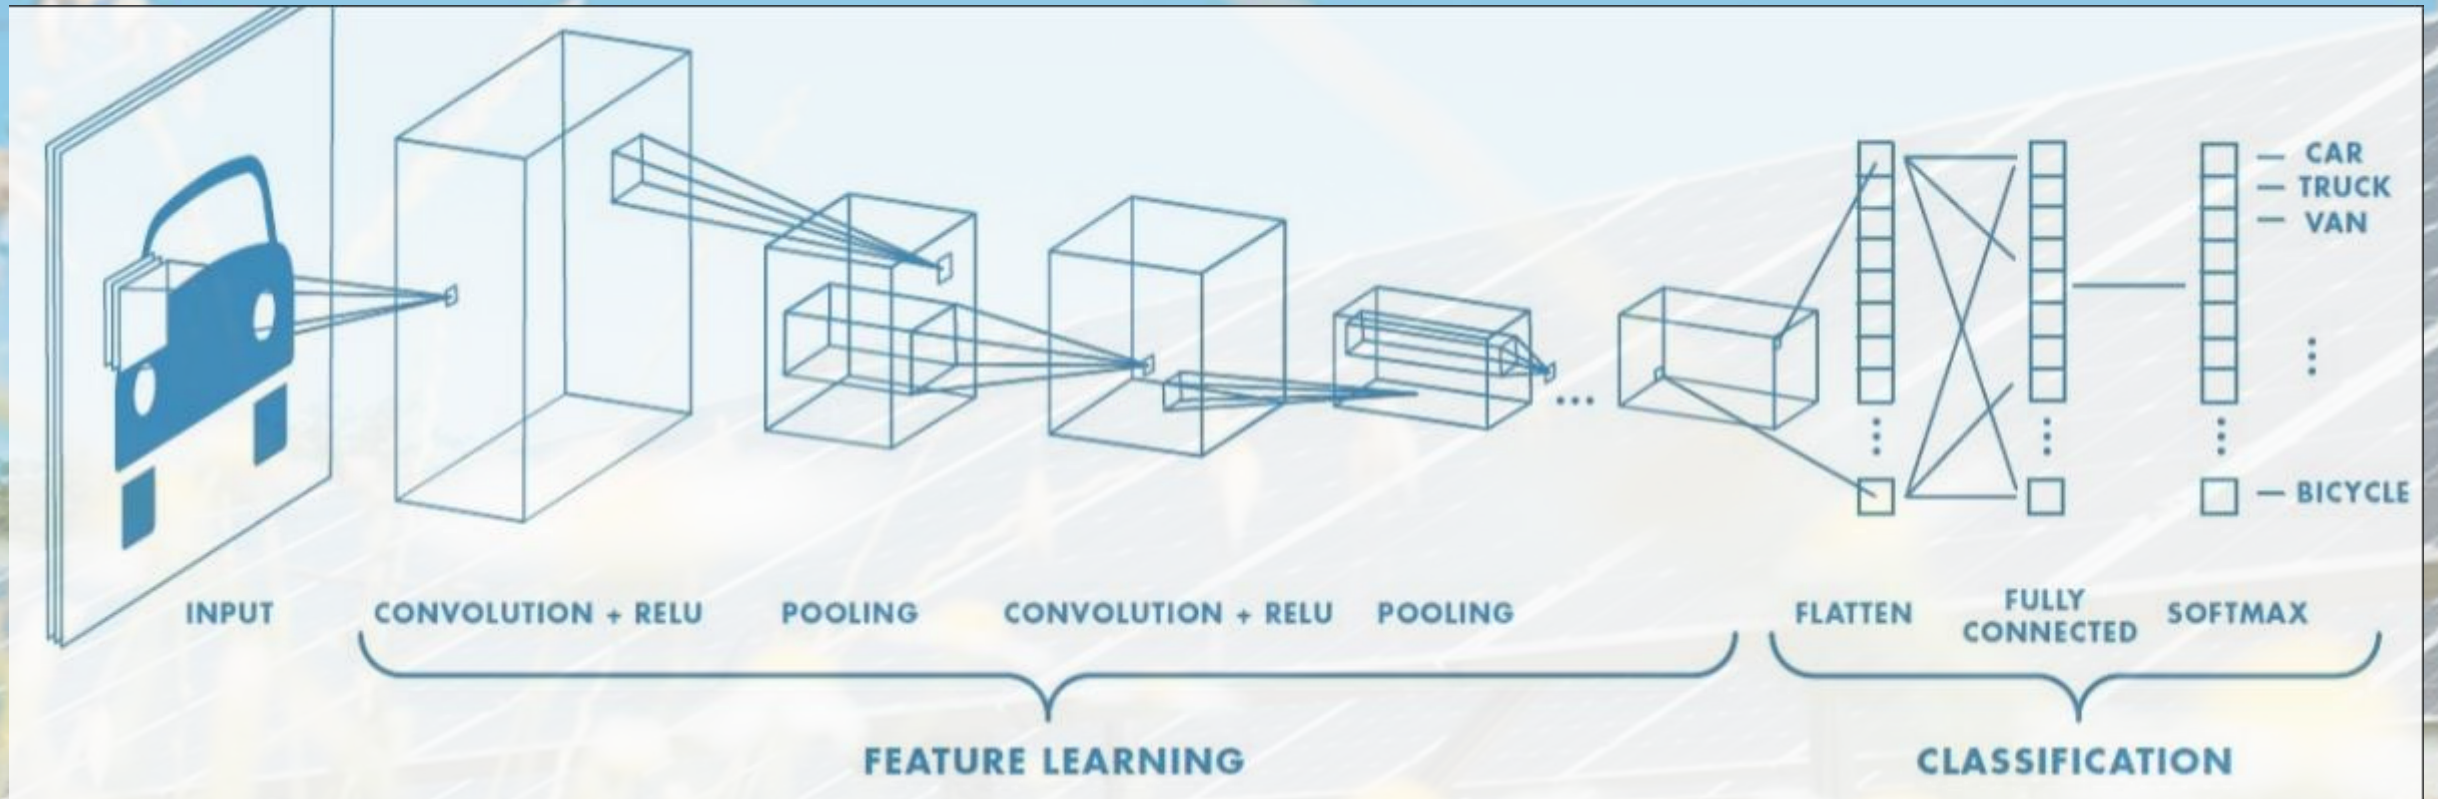 CAR
TRUCK
VAN
BICYCLE
INPUT
CONVOLUTION + RELU
POOLING
CONVOLUTION + RELU
POOLING
FLATTEN
FULLY
CONNECTED
SOFTMAX
FEATURE LEARNING
CLASSIFICATION